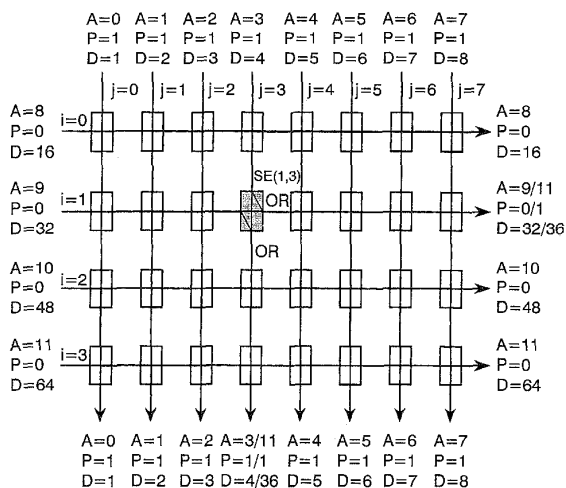 A=0 A=1 A=2 A=3 A=4 A=5 A=6 A=7
P=1 P=1 P=1 P=1 P=1 P=1 P=1 P=1
D=1 D=2 D=3 D=4 D=5 D=6 D=7 D=8
j=0 j=1 j=2 j=3 j=4 j=5 j=6 j=7
A=8 i=0 A=8
P=0 P=0
D=16 D=16
SE(1,3)
A=9 i=1 OR A=9/11
P=0 P=0/1
D=32 D=32/36
OR
A=10 i=2 A=10
P=0 P=0
D=48 D=48
A=11 i=3 A=11
P=0 P=0
D=64 D=64
A=0 A=1 A=2 A=3/11 A=4 A=5 A=6 A=7
P=1 P=1 P=1 P=1/1 P=1 P=1 P=1 P=1
D=1 D=2 D=3 D=4/36 D=5 D=6 D=7 D=8